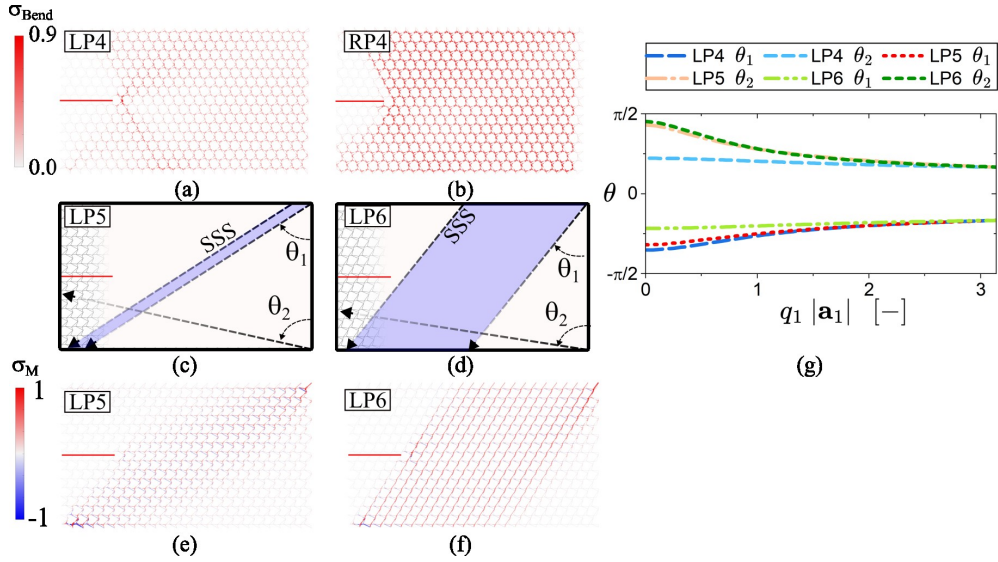 σ_Bend
0.9
0.0
LP4
(a)
RP4
(b)
LP5
SSS
θ₁
θ₂
(c)
LP6
SSS
θ₁
θ₂
(d)
σ_M
1
-1
LP5
(e)
LP6
(f)
LP4 θ₁ LP4 θ₂ LP5 θ₁
LP5 θ₂ LP6 θ₁ LP6 θ₂
π/2
θ
0
-π/2
0 1 2 3
q₁ |a₁| [−]
(g)